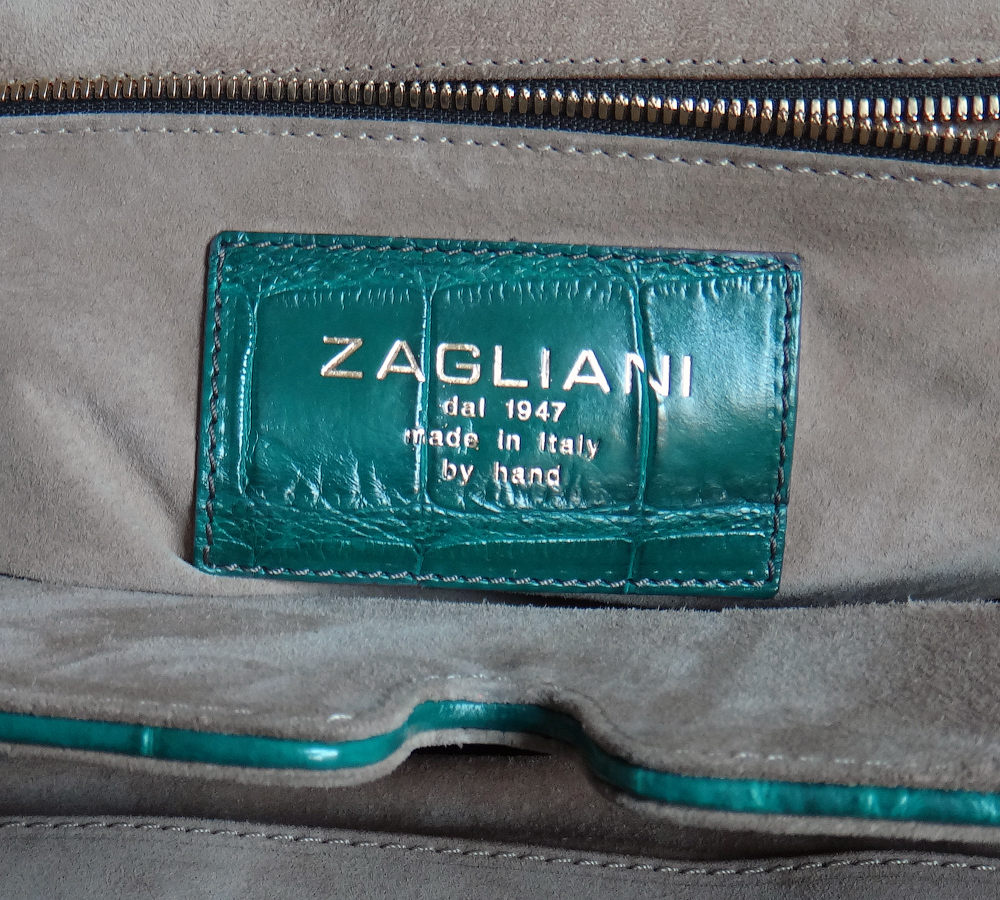 ZAGLIANI
dal 1947
made in Italy
by hand